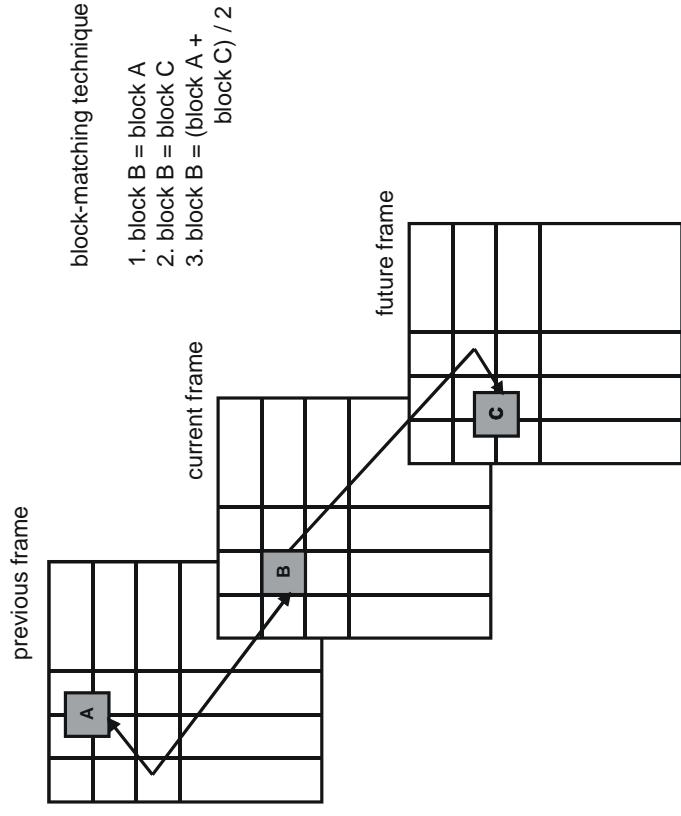 block-matching technique
1. block B = block A
2. block B = block C
3. block B = (block A +
block C) / 2
previous frame
current frame
future frame
A
B
C